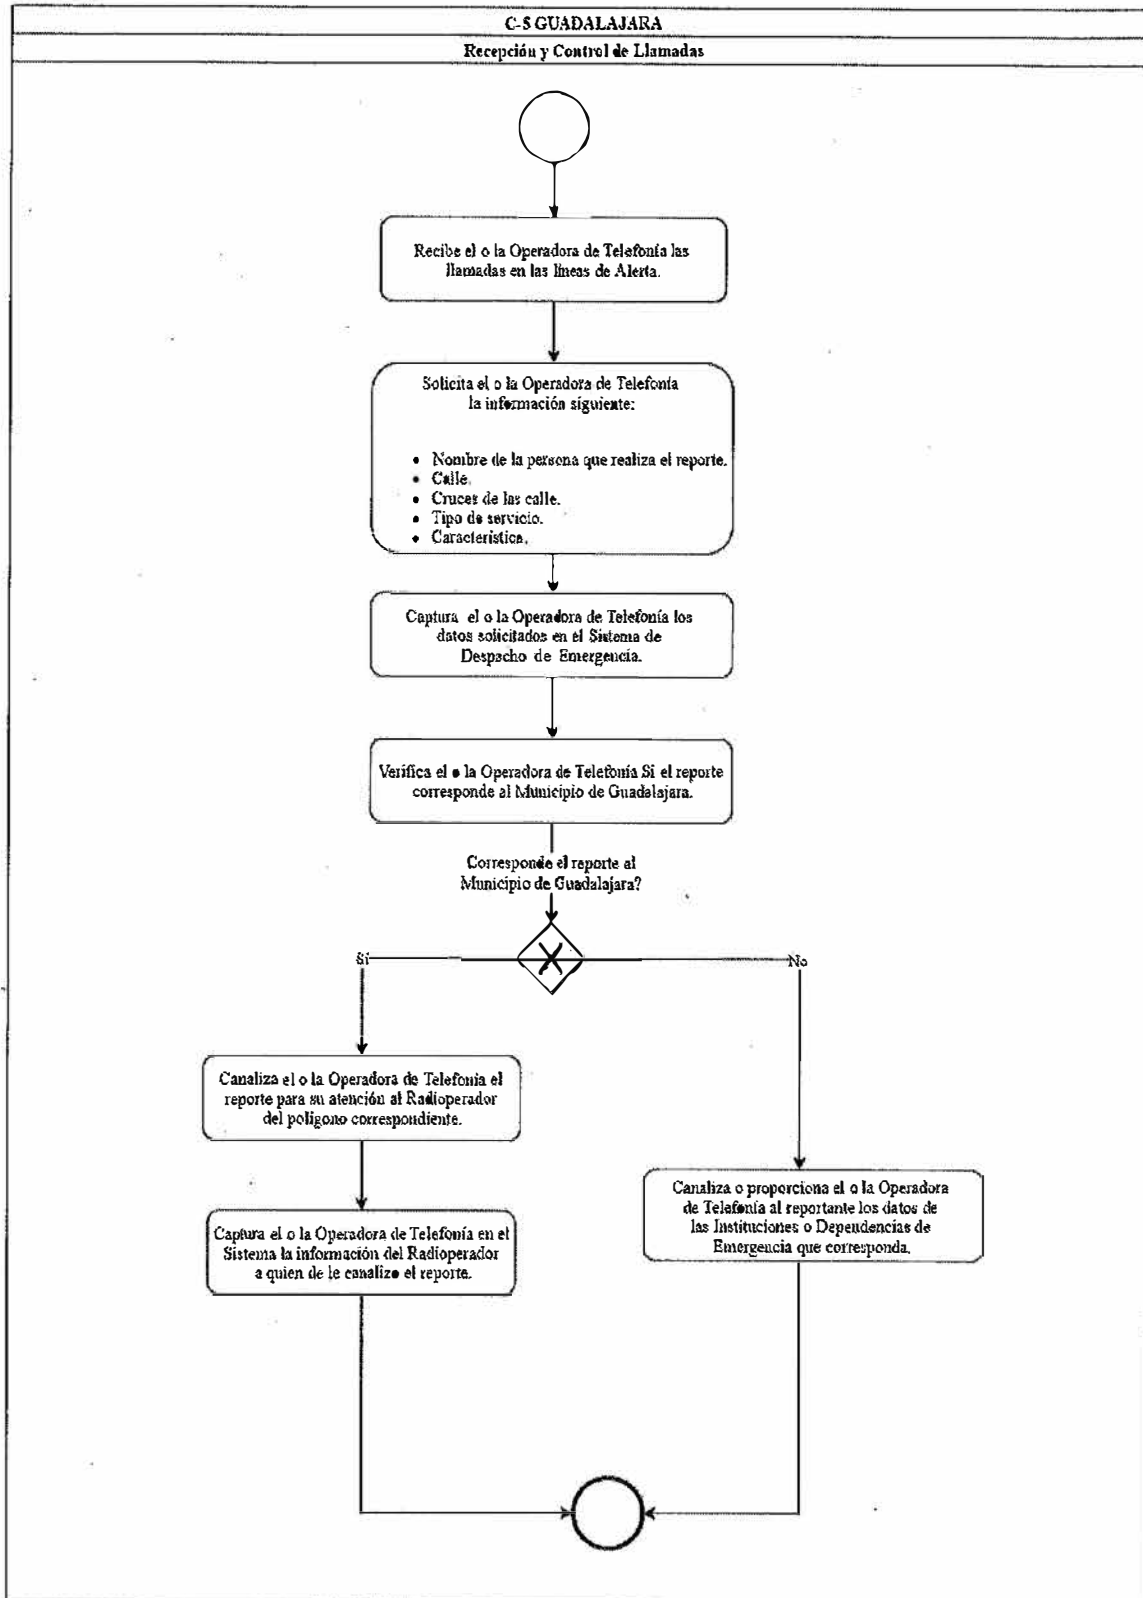 C-5 GUADALAJARA
Recepción y Control de Llamadas
Recibe el o la Operadora de Telefonía las
llamadas en las líneas de Alerta.
Solicita el o la Operadora de Telefonía
la información siguiente:
• Nombre de la persona que realiza el reporte.
• Calle.
• Cruces de las calle.
• Tipo de servicio.
• Característica.
Captura el o la Operadora de Telefonía los
datos solicitados en el Sistema de
Despacho de Emergencia.
Verifica el o la Operadora de Telefonía Si el reporte
corresponde al Municipio de Guadalajara.
Corresponde el reporte al
Municipio de Guadalajara?
Sí
No
Canaliza el o la Operadora de Telefonía el
reporte para su atención al Radioperador
del polígono correspondiente.
Captura el o la Operadora de Telefonía en el
Sistema la información del Radioperador
a quien de le canalizo el reporte.
Canaliza o proporciona el o la Operadora
de Telefonía al reportante los datos de
las Instituciones o Dependencias de
Emergencia que corresponda.